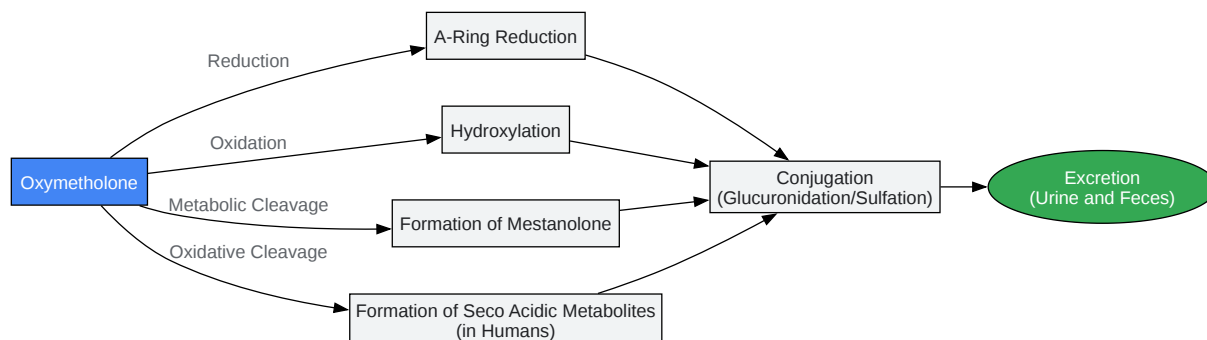 A-Ring Reduction
Reduction
Hydroxylation
Oxidation
Oxymetholone
Conjugation
(Glucuronidation/Sulfation)
Excretion
(Urine and Feces)
Metabolic Cleavage
Formation of Mestanolone
Oxidative Cleavage
Formation of Seco Acidic Metabolites
(in Humans)